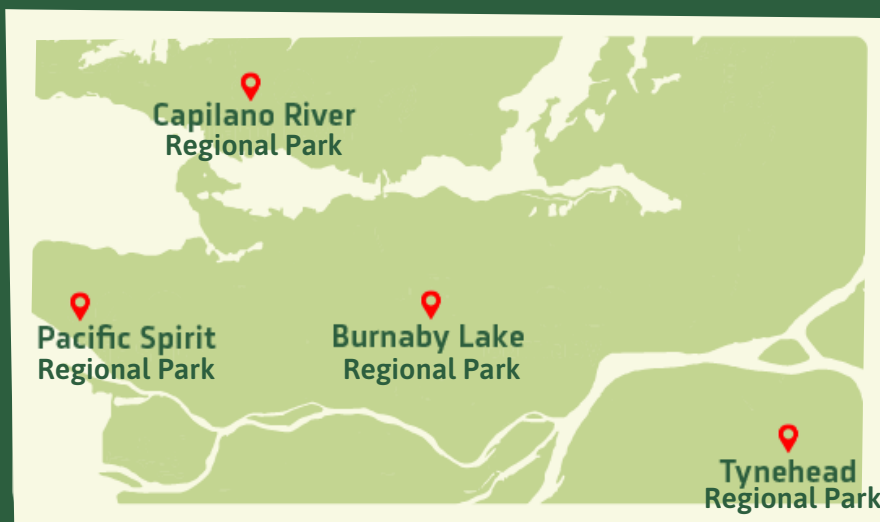 Capilano River
Regional Park
Pacific Spirit
Regional Park
Burnaby Lake
Regional Park
Tynehead
Regional Park